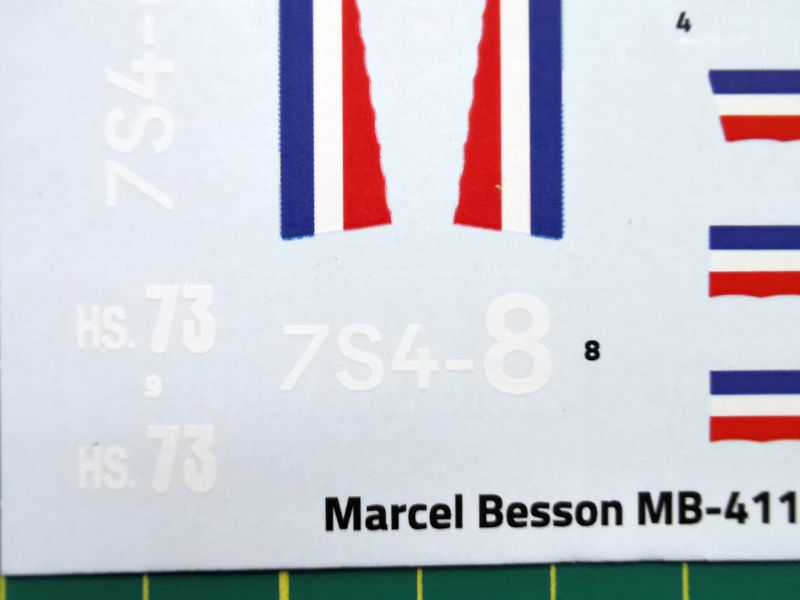 4
7S4-
HS. 73
7S4-8
8
9
HS. 73
Marcel Besson MB-411